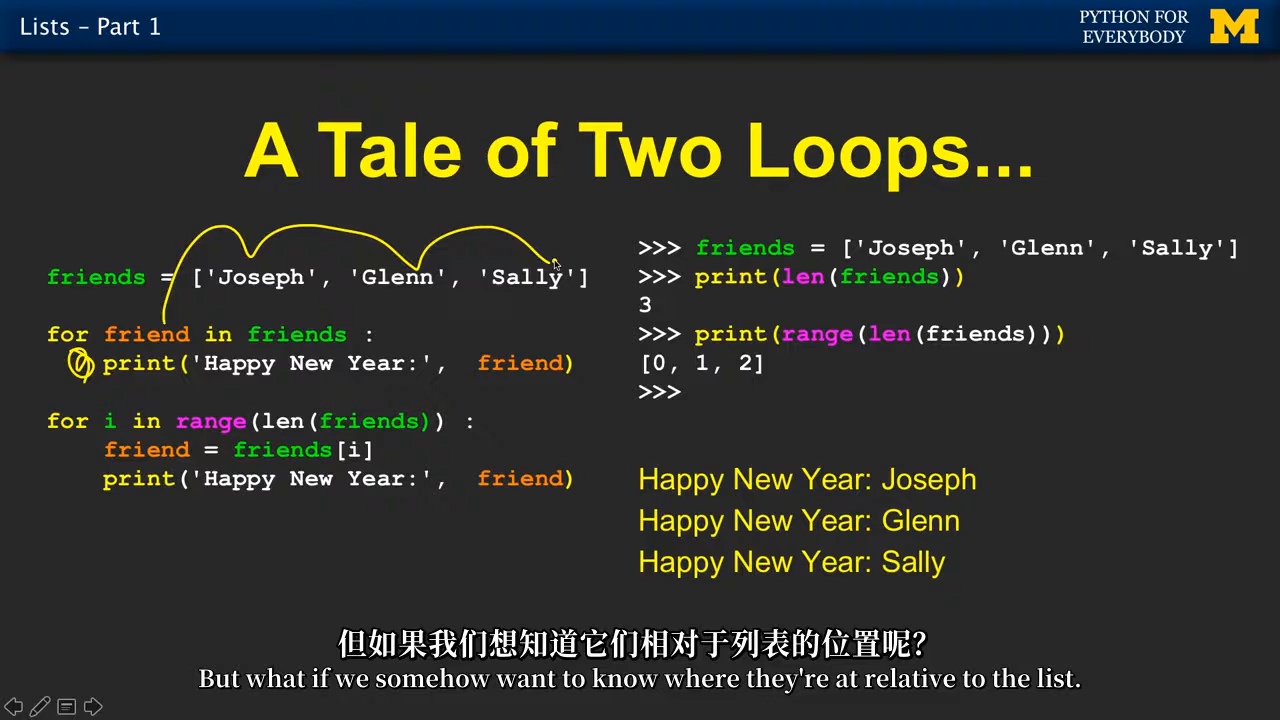 Lists – Part 1
PYTHON FOR
EVERYBODY
M
A Tale of Two Loops...
friends = ['Joseph', 'Glenn', 'Sally']
for friend in friends :
    print('Happy New Year:',  friend)
for i in range(len(friends)) :
    friend = friends[i]
    print('Happy New Year:',  friend)
>>> friends = ['Joseph', 'Glenn', 'Sally']
>>> print(len(friends))
3
>>> print(range(len(friends)))
[0, 1, 2]
>>>
Happy New Year: Joseph
Happy New Year: Glenn
Happy New Year: Sally
但如果我们想知道它们相对于列表的位置呢?
But what if we somehow want to know where they're at relative to the list.